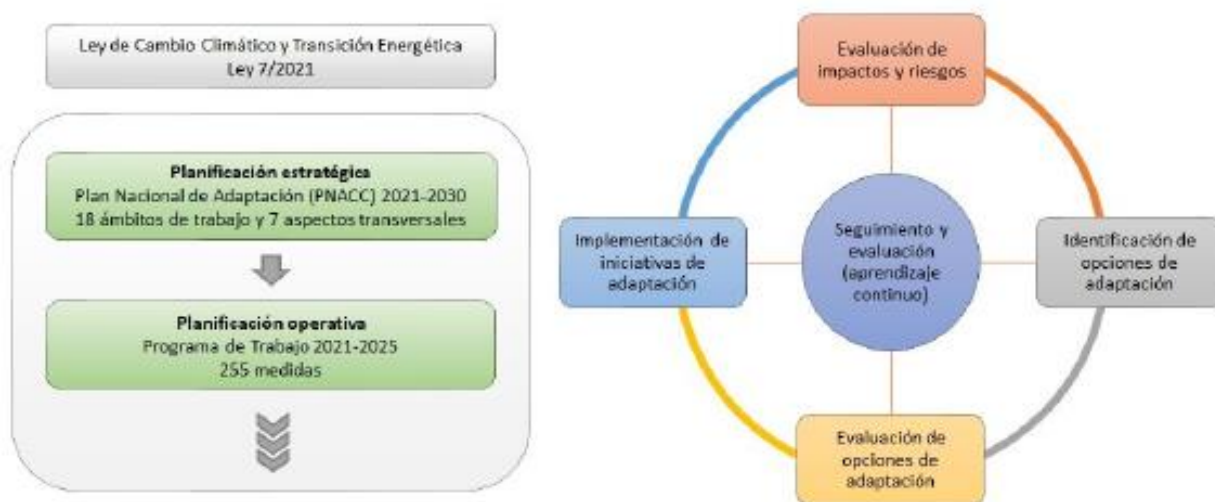 Ley de Cambio Climático y Transición Energética
Ley 7/2021
Planificación estratégica
Plan Nacional de Adaptación (PNACC) 2021-2030
18 ámbitos de trabajo y 7 aspectos transversales
Planificación operativa
Programa de Trabajo 2021-2025
255 medidas
Evaluación de
impactos y riesgos
Implementación de
iniciativas de
adaptación
Seguimiento y
evaluación
(aprendizaje
continuo)
Identificación de
opciones de
adaptación
Evaluación de
opciones de
adaptación